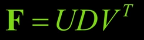 F = UDV^T